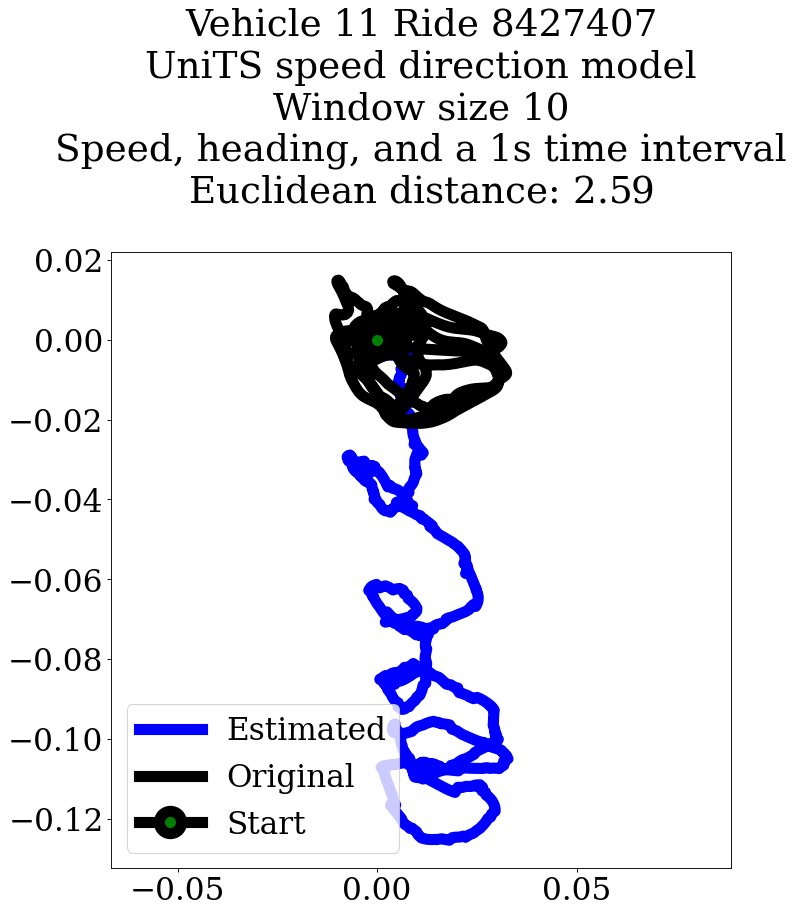 Vehicle 11 Ride 8427407
UniTS speed direction model
Window size 10
Speed, heading, and a 1s time interval
Euclidean distance: 2.59
0.02
0.00
−0.02
−0.04
−0.06
−0.08
−0.10
−0.12
Estimated
Original
Start
−0.05
0.00
0.05